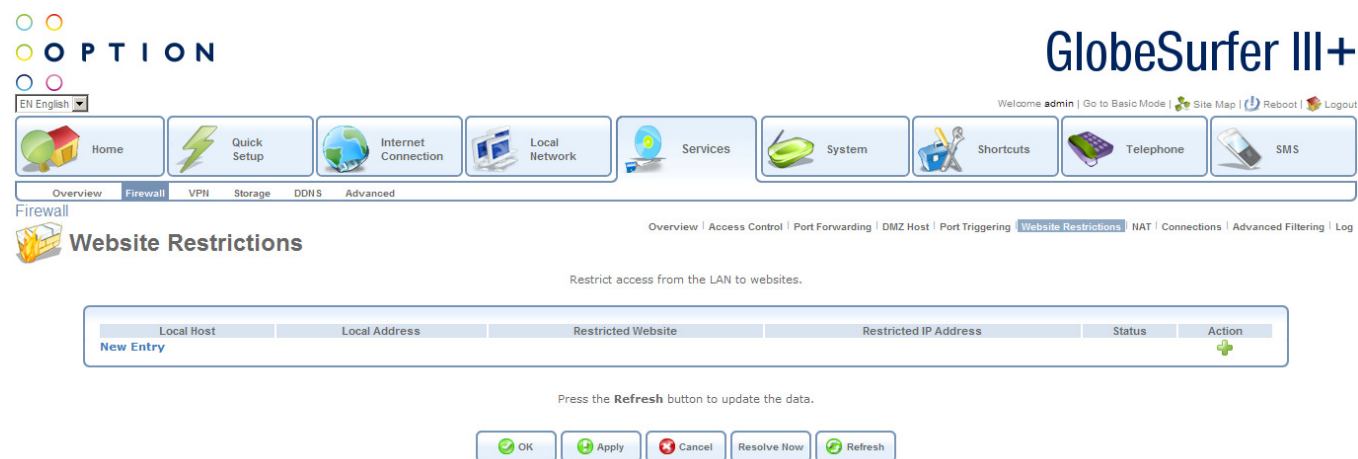 OPTION
GlobeSurfer III+
EN English
Welcome admin | Go to Basic Mode | Site Map | Reboot | Logout
Home
Quick Setup
Internet Connection
Local Network
Services
System
Shortcuts
Telephone
SMS
Overview Firewall VPN Storage DDNS Advanced
Firewall
Website Restrictions
Overview | Access Control | Port Forwarding | DMZ Host | Port Triggering | Website Restrictions | NAT | Connections | Advanced Filtering | Log
Restrict access from the LAN to websites.
Local Host Local Address Restricted Website Restricted IP Address Status Action
New Entry
Press the Refresh button to update the data.
OK Apply Cancel Resolve Now Refresh